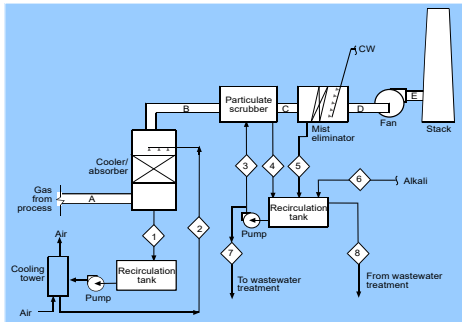 CW
Particulate
scrubber
B
C
D
E
Fan
Stack
Mist
eliminator
Cooler/
absorber
3
4
5
6
Alkali
Gas
from
process
A
1
2
Recirculation
tank
Pump
7
8
Air
Cooling
tower
Recirculation
tank
Pump
Air
To wastewater
treatment
From wastewater
treatment